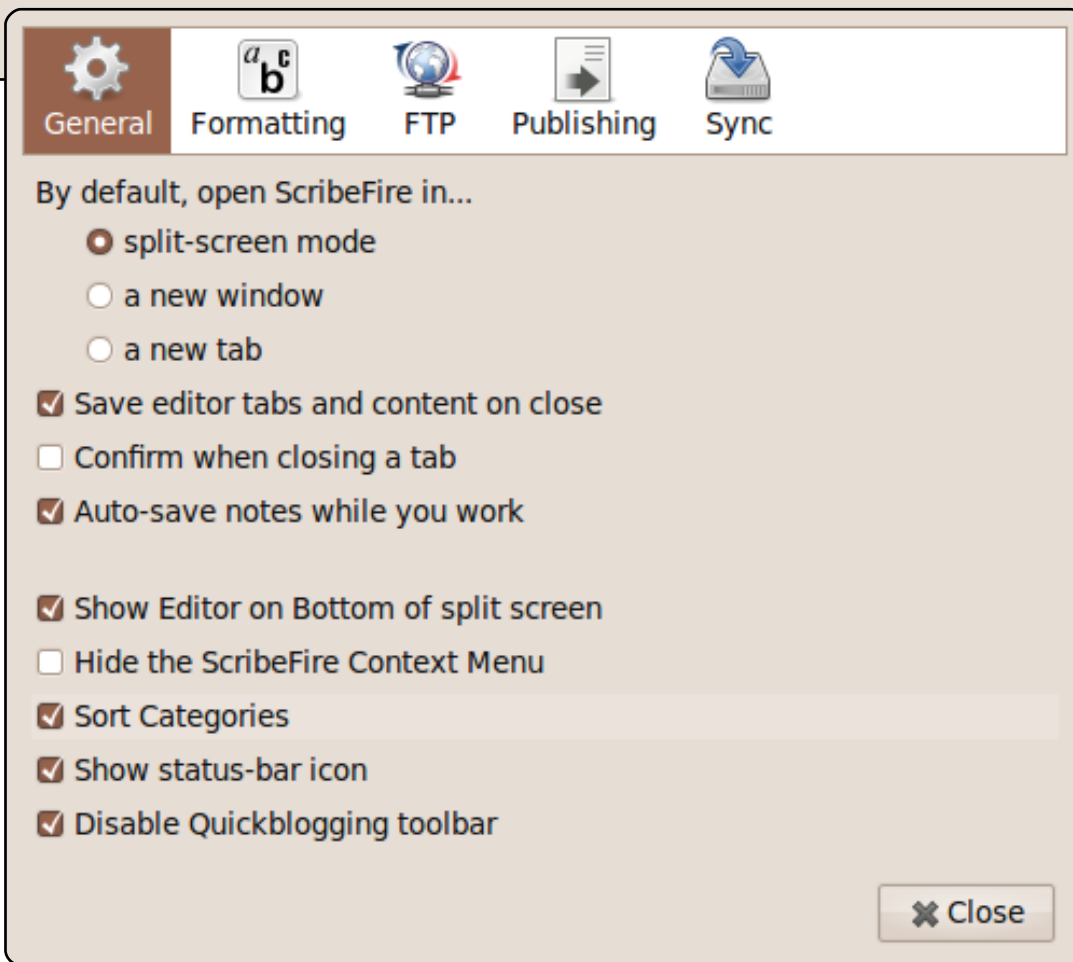 General Formatting FTP Publishing Sync
By default, open ScribeFire in...
split-screen mode
a new window
a new tab
Save editor tabs and content on close
Confirm when closing a tab
Auto-save notes while you work
Show Editor on Bottom of split screen
Hide the ScribeFire Context Menu
Sort Categories
Show status-bar icon
Disable Quickblogging toolbar
Close